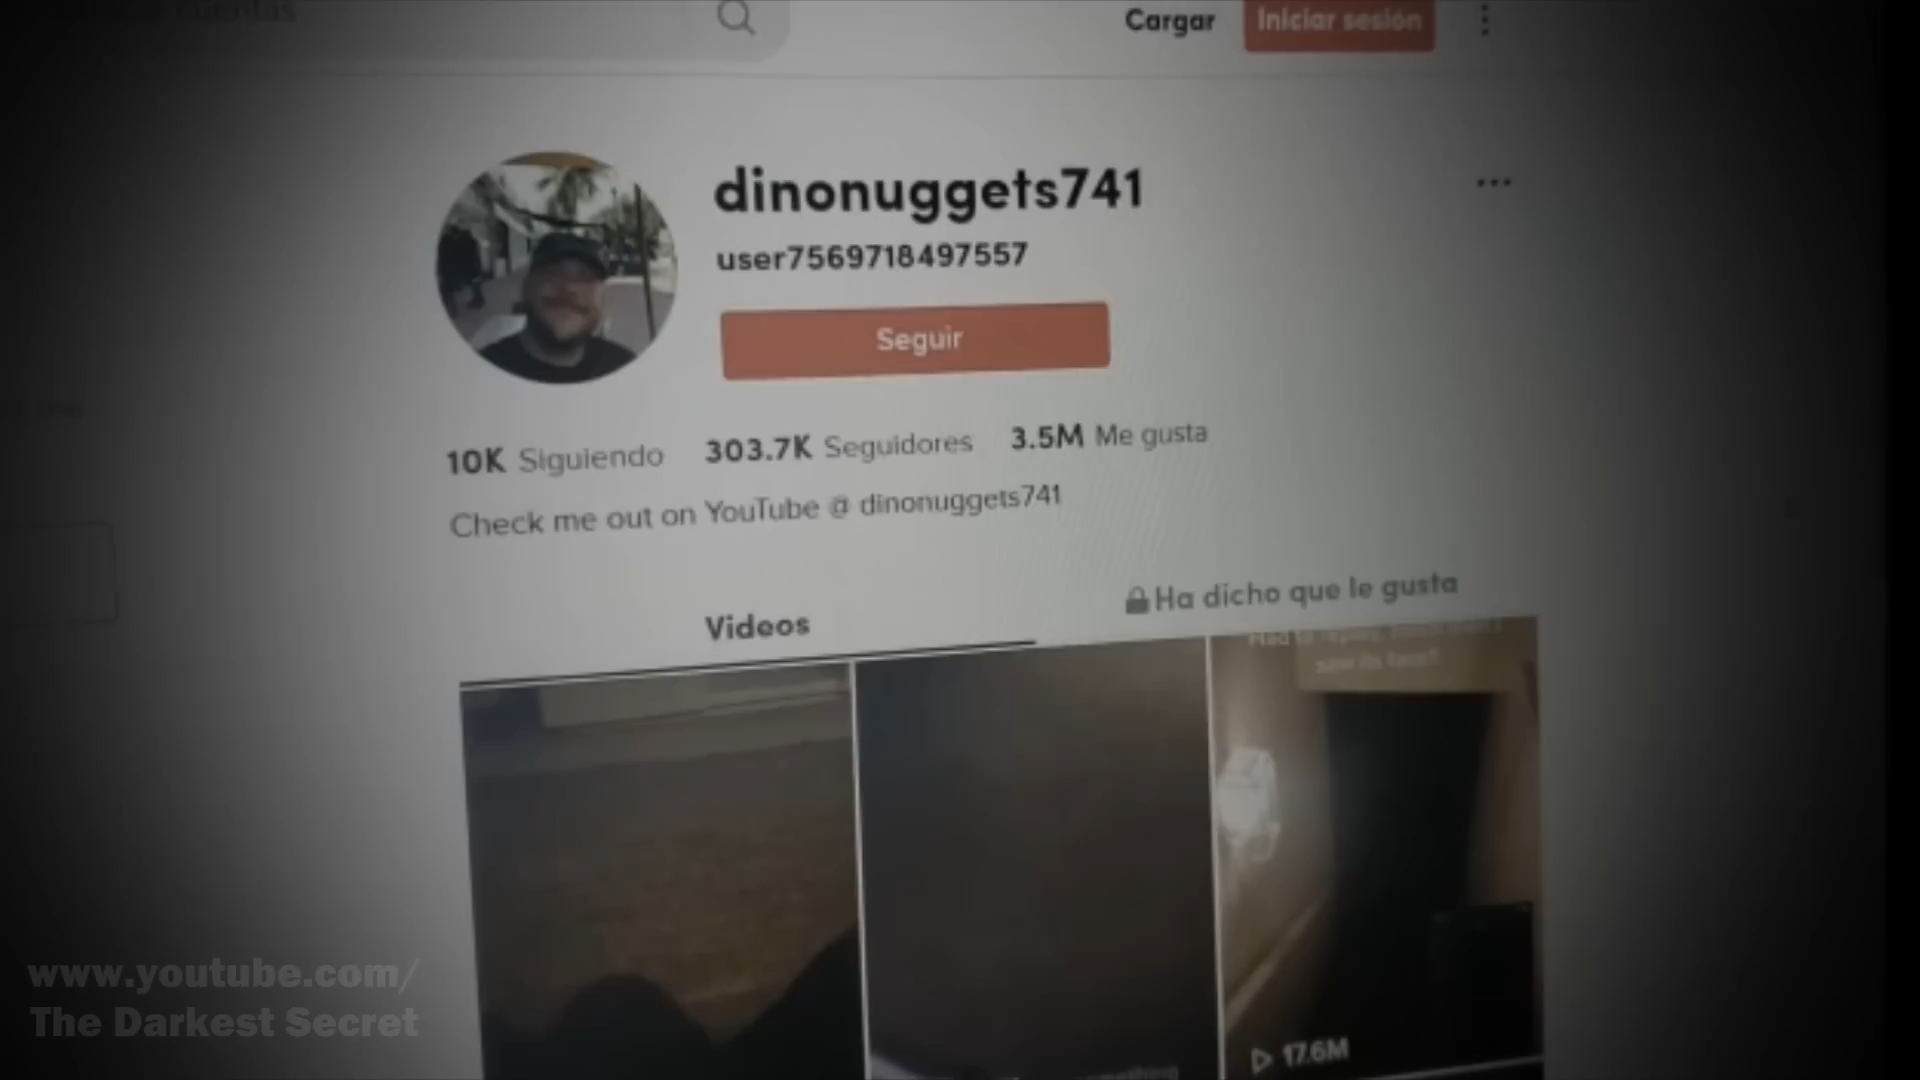 cuentas
Cargar
Iniciar sesión
dinonuggets741
user7569718497557
Seguir
10K Siguiendo 303.7K Seguidores 3.5M Me gusta
Check me out on YouTube @ dinonuggets741
Videos
Ha dicho que le gusta
17.6M
www.youtube.com/
The Darkest Secret